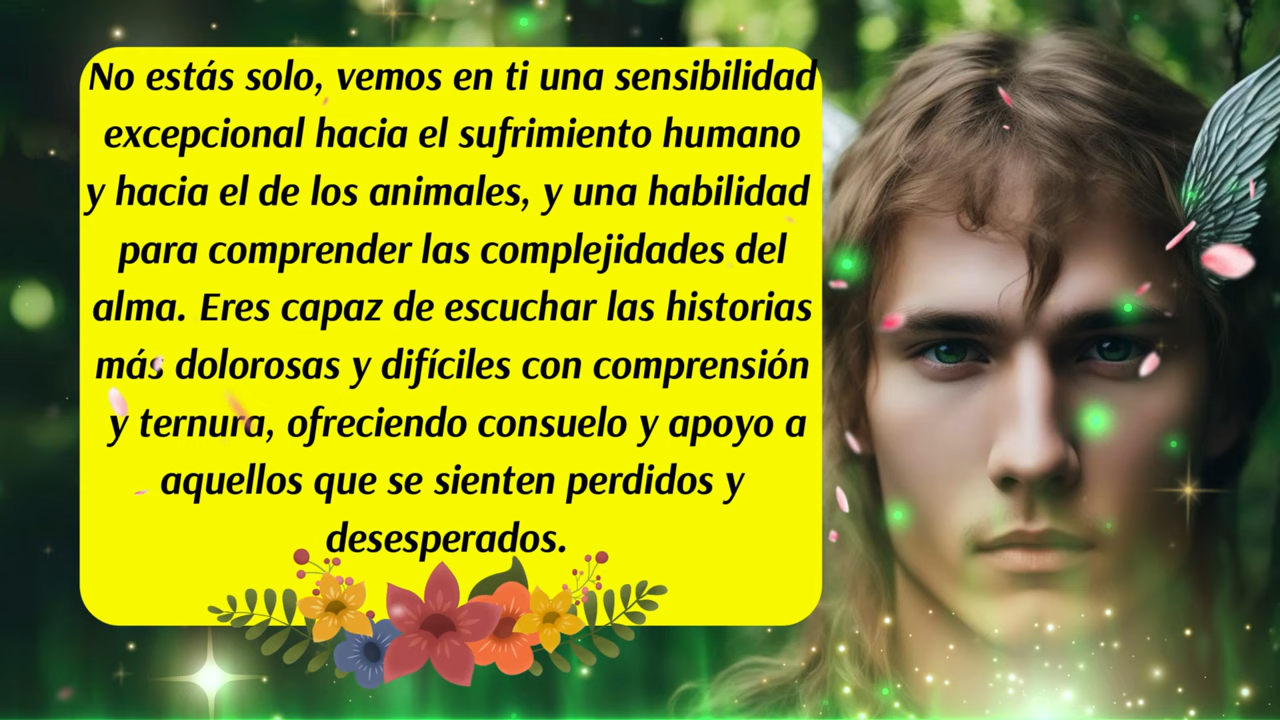 No estás solo, vemos en ti una sensibilidad
excepcional hacia el sufrimiento humano
y hacia el de los animales, y una habilidad
para comprender las complejidades del
alma. Eres capaz de escuchar las historias
más dolorosas y difíciles con comprensión
y ternura, ofreciendo consuelo y apoyo a
aquellos que se sienten perdidos y
desesperados.